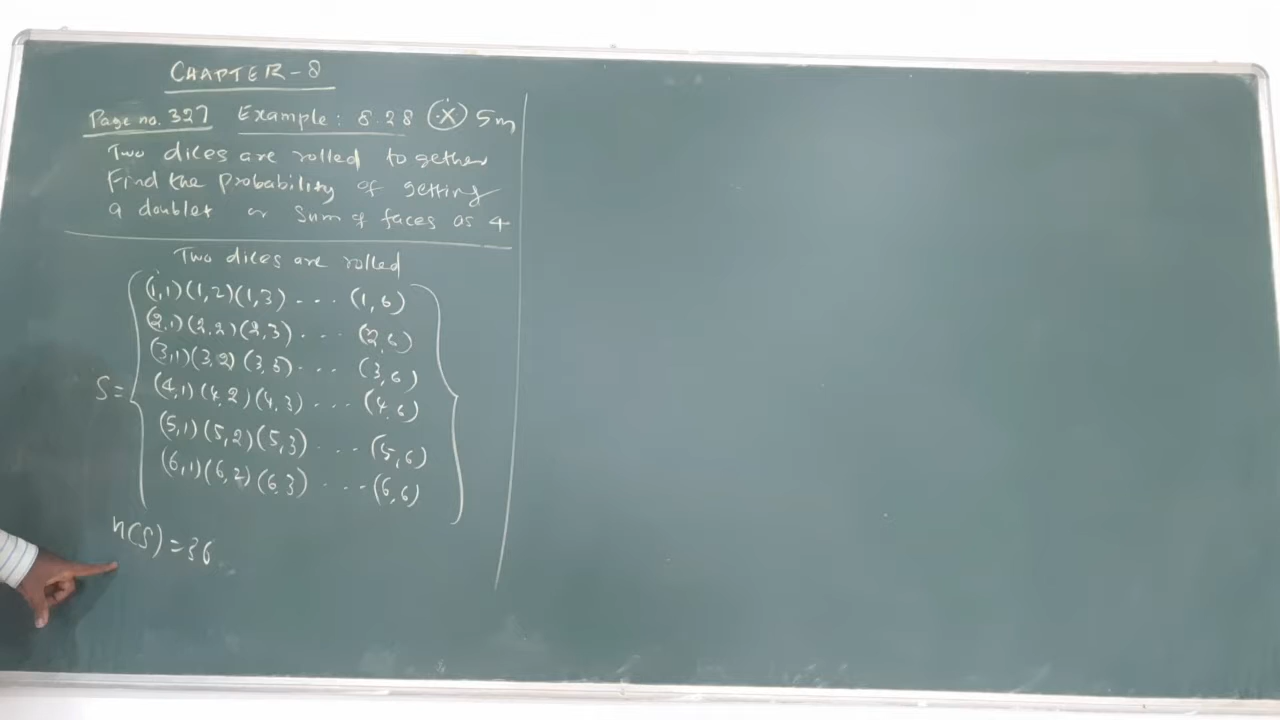 CHAPTER - 8
Page no. 327 Example: 8.28 (X) 5m
Two dices are rolled to gether
Find the probability of getting
a doublet or sum of faces as 4
Two dices are rolled
(1,1)(1,2)(1,3) . . . . (1,6)
(2,1)(2,2)(2,3) . . . . (2,6)
(3,1)(3,2)(3,3) . . . . (3,6)
S = (4,1)(4,2)(4,3) . . . . (4,6)
(5,1)(5,2)(5,3) . . . . (5,6)
(6,1)(6,2)(6,3) . . . . (6,6)
n(S) = 36